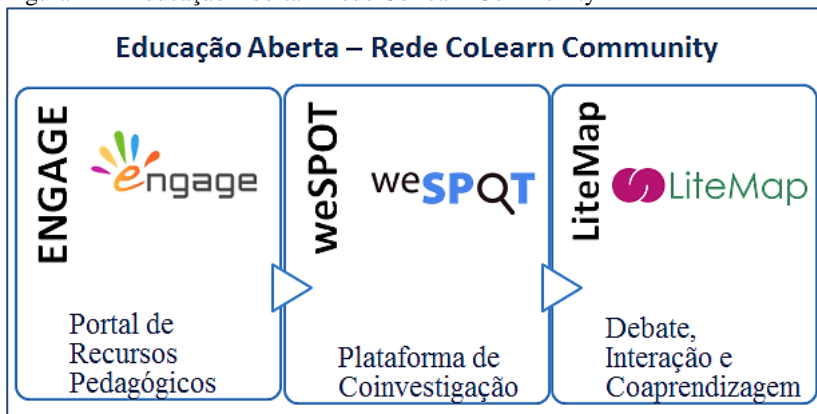 Educação Aberta – Rede CoLearn Community
ENGAGE
engage
Portal de
Recursos
Pedagógicos
weSPOT
weSPOT
Plataforma de
Coinvestigação
LiteMap
LiteMap
Debate,
Interação e
Coaprendizagem